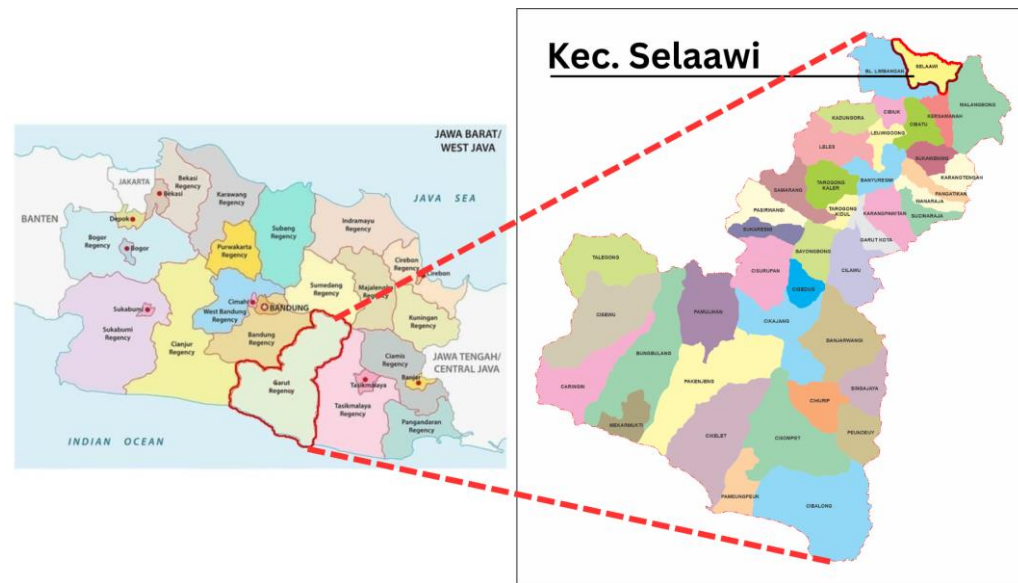 JAWA BARAT/
WEST JAVA
JAKARTA
BANTEN
JAVA SEA
Bekasi
Regency
Bekasi
Karawang
Regency
Depok
Bogor
Regency
Bogor
Subang
Regency
Indramayu
Regency
Purwakarta
Regency
Cirebon
Regency
Cirebon
Sumedang
Regency
Majalengka
Regency
Cimahi
West Bandung
Regency
BANDUNG
Kuningan
Regency
Sukabumi
Sukabumi
Regency
Cianjur
Regency
Bandung
Regency
Ciamis
Regency
JAWA TENGAH/
CENTRAL JAVA
Garut
Regency
Banjar
Tasikmalaya
Tasikmalaya
Regency
Pangandaran
Regency
INDIAN OCEAN
Kec. Selaawi
SELAAWI
BL. LIMBANGAN
MALANGBONG
CIBIUK
KERSAMANAH
KADUNGORA
CIBATU
LEUWIGOONG
LELES
SUKAWENING
BANYURESMI
KARANGTENGAH
SAMARANG
TAROGONG
KALER
PANGATIKAN
WANARAJA
PASIRWANGI
TAROGONG
KIDUL
KARANGPAWITAN
SUCINARAJA
SUKARESMI
GARUT KOTA
BAYONGBONG
TALEGONG
CISURUPAN
CILAWU
CIGEDUG
CISEWU
PAMULIHAN
CIKAJANG
BANJARWANGI
BUNGBULANG
CARINGIN
PAKENJENG
SINGAJAYA
CIHURIP
MEKARMUKTI
CIKELET
CISOMPET
PEUNDEUY
PAMEUNGPEUK
CIBALONG